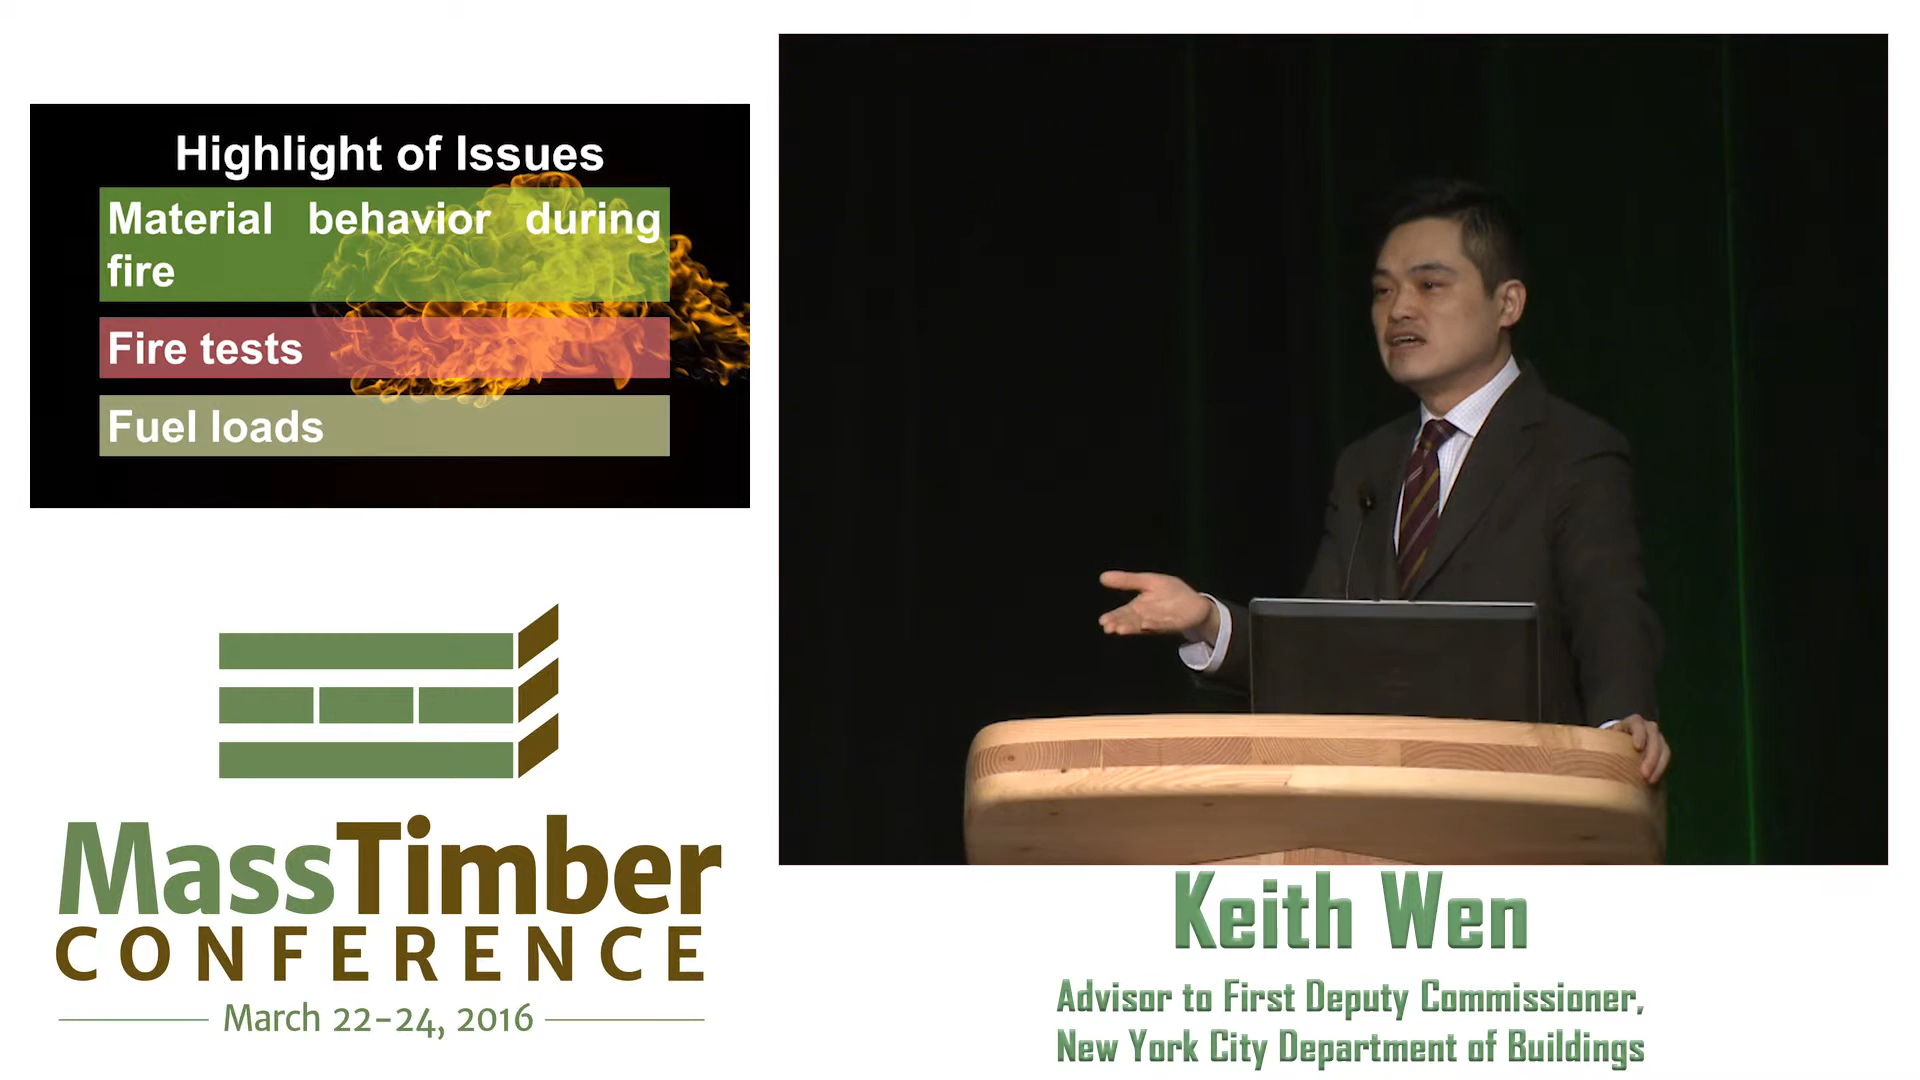 Highlight of Issues
Material behavior during
fire
Fire tests
Fuel loads
MassTimber
CONFERENCE
March 22-24, 2016
Keith Wen
Advisor to First Deputy Commissioner,
New York City Department of Buildings